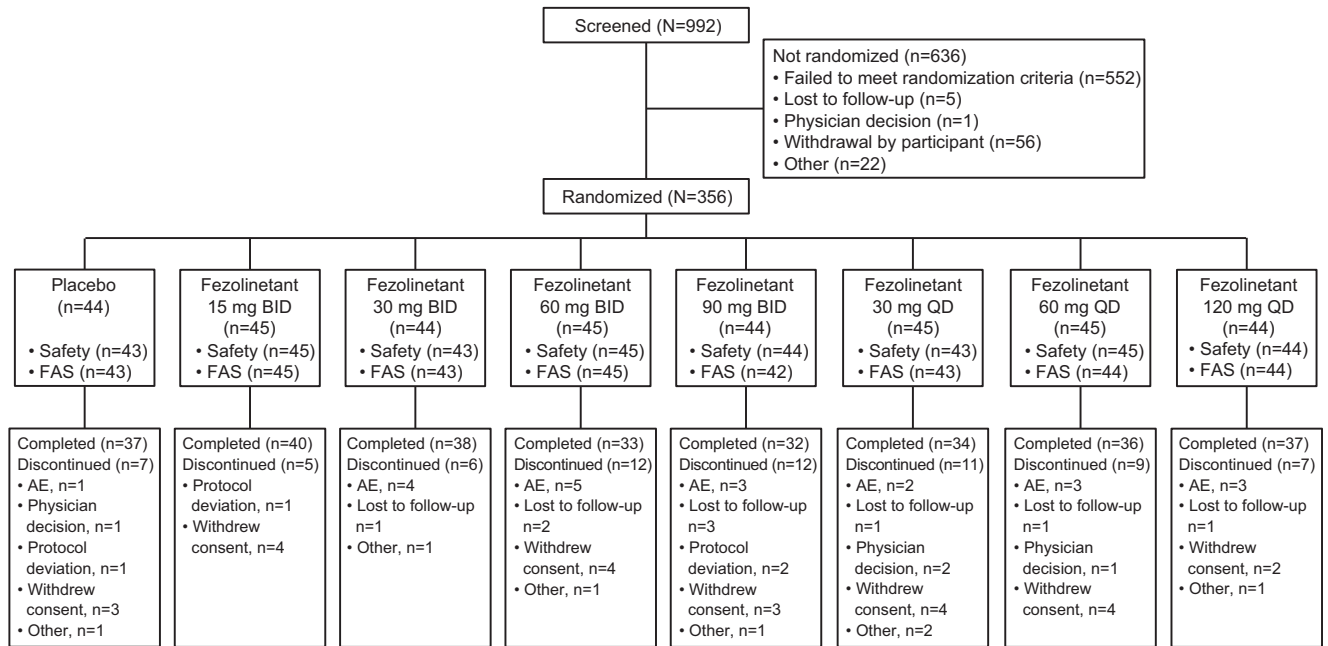 Screened (N=992)
Not randomized (n=636)
• Failed to meet randomization criteria (n=552)
• Lost to follow-up (n=5)
• Physician decision (n=1)
• Withdrawal by participant (n=56)
• Other (n=22)
Randomized (N=356)
Placebo
(n=44)
• Safety (n=43)
• FAS (n=43)
Fezolinetant
15 mg BID
(n=45)
• Safety (n=45)
• FAS (n=45)
Fezolinetant
30 mg BID
(n=44)
• Safety (n=43)
• FAS (n=43)
Fezolinetant
60 mg BID
(n=45)
• Safety (n=45)
• FAS (n=45)
Fezolinetant
90 mg BID
(n=44)
• Safety (n=44)
• FAS (n=42)
Fezolinetant
30 mg QD
(n=45)
• Safety (n=43)
• FAS (n=43)
Fezolinetant
60 mg QD
(n=45)
• Safety (n=45)
• FAS (n=44)
Fezolinetant
120 mg QD
(n=44)
• Safety (n=44)
• FAS (n=44)
Completed (n=37)
Discontinued (n=7)
• AE, n=1
• Physician
decision, n=1
• Protocol
deviation, n=1
• Withdrew
consent, n=3
• Other, n=1
Completed (n=40)
Discontinued (n=5)
• Protocol
deviation, n=1
• Withdrew
consent, n=4
Completed (n=38)
Discontinued (n=6)
• AE, n=4
• Lost to follow-up
n=1
• Other, n=1
Completed (n=33)
Discontinued (n=12)
• AE, n=5
• Lost to follow-up
n=2
• Withdrew
consent, n=4
• Other, n=1
Completed (n=32)
Discontinued (n=12)
• AE, n=3
• Lost to follow-up
n=3
• Protocol
deviation, n=2
• Withdrew
consent, n=3
• Other, n=1
Completed (n=34)
Discontinued (n=11)
• AE, n=2
• Lost to follow-up
n=1
• Physician
decision, n=2
• Withdrew
consent, n=4
• Other, n=2
Completed (n=36)
Discontinued (n=9)
• AE, n=3
• Lost to follow-up
n=1
• Physician
decision, n=1
• Withdrew
consent, n=4
Completed (n=37)
Discontinued (n=7)
• AE, n=3
• Lost to follow-up
n=1
• Withdrew
consent, n=2
• Other, n=1